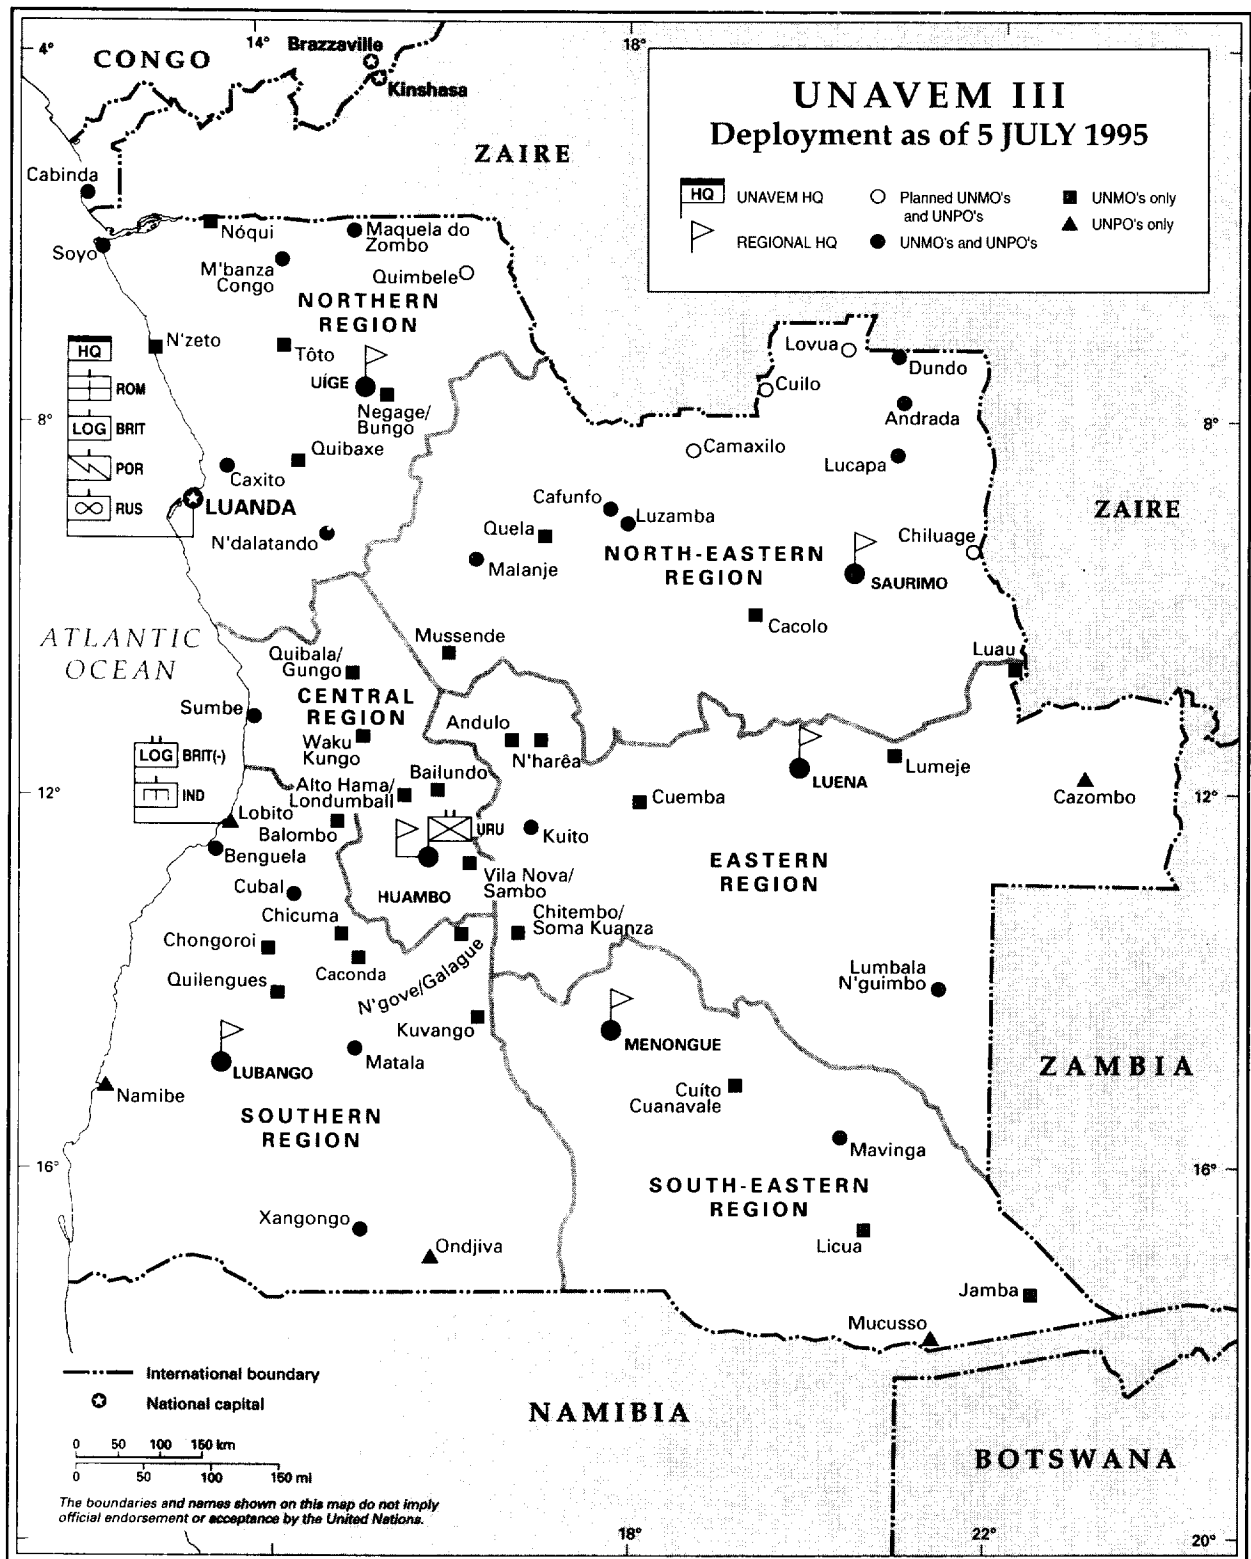 4°
14°
18°
CONGO
Brazzaville
Kinshasa
ZAIRE
UNAVEM III
Deployment as of 5 JULY 1995
HQ
UNAVEM HQ
REGIONAL HQ
Planned UNMO's
and UNPO's
UNMO's and UNPO's
UNMO's only
UNPO's only
Cabinda
Soyo
Nóqui
Maquela do
Zombo
M'banza
Congo
Quimbele
NORTHERN
REGION
N'zeto
Tôto
UÍGE
Negage/
Bungo
Lovua
Dundo
Cuilo
Andrada
HQ
ROM
LOG BRIT
POR
RUS
8°
8°
Quibaxe
Camaxilo
Lucapa
Caxito
LUANDA
Cafunfo
Luzamba
ZAIRE
N'dalatando
Quela
Chiluage
NORTH-EASTERN
REGION
Malanje
SAURIMO
Cacolo
ATLANTIC
OCEAN
Mussende
Luau
Quibala/
Gungo
CENTRAL
REGION
Sumbe
Andulo
Waku
Kungo
N'harêa
LOG BRIT(-)
IND
Bailundo
LUENA
Lumeje
Cazombo
12°
12°
Alto Hama/
Londumbali
Cuemba
Lobito
Balombo
URU
Kuito
Benguela
EASTERN
REGION
Vila Nova/
Sambo
HUAMBO
Cubal
Chicuma
Chitembo/
Soma Kuanza
Chongoroi
Caconda
N'gove/Galague
Quilengues
Lumbala
N'guimbo
Kuvango
MENONGUE
LUBANGO
Matala
ZAMBIA
Namibe
Cuíto
Cuanavale
SOUTHERN
REGION
Mavinga
16°
16°
SOUTH-EASTERN
REGION
Xangongo
Ondjiva
Licua
Jamba
Mucusso
International boundary
National capital
NAMIBIA
BOTSWANA
0 50 100 150 km
0 50 100 150 mi
The boundaries and names shown on this map do not imply
official endorsement or acceptance by the United Nations.
18°
22°
20°